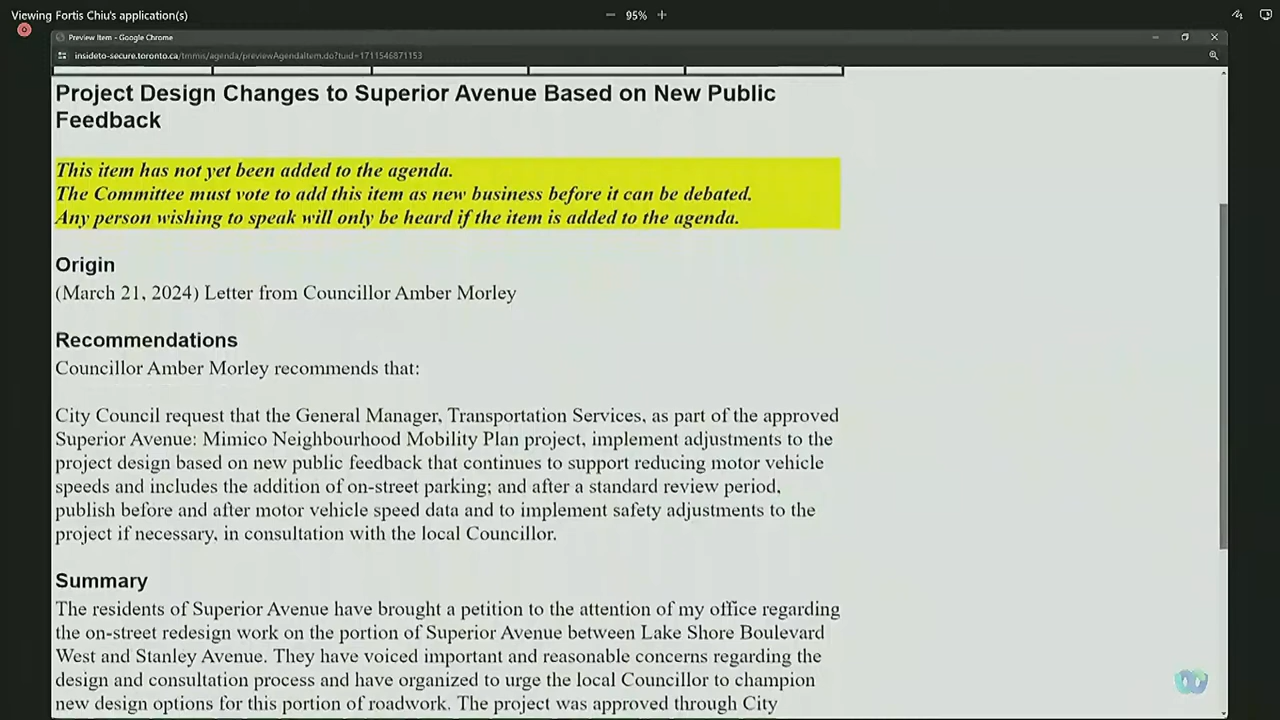 Viewing Fortis Chiu's application(s)
95%
Preview Item - Google Chrome
insideto-secure.toronto.ca/tmmis/agenda/previewAgendaItem.do?tuid=1711546871153
Project Design Changes to Superior Avenue Based on New Public
Feedback
This item has not yet been added to the agenda.
The Committee must vote to add this item as new business before it can be debated.
Any person wishing to speak will only be heard if the item is added to the agenda.
Origin
(March 21, 2024) Letter from Councillor Amber Morley
Recommendations
Councillor Amber Morley recommends that:
City Council request that the General Manager, Transportation Services, as part of the approved
Superior Avenue: Mimico Neighbourhood Mobility Plan project, implement adjustments to the
project design based on new public feedback that continues to support reducing motor vehicle
speeds and includes the addition of on-street parking; and after a standard review period,
publish before and after motor vehicle speed data and to implement safety adjustments to the
project if necessary, in consultation with the local Councillor.
Summary
The residents of Superior Avenue have brought a petition to the attention of my office regarding
the on-street redesign work on the portion of Superior Avenue between Lake Shore Boulevard
West and Stanley Avenue. They have voiced important and reasonable concerns regarding the
design and consultation process and have organized to urge the local Councillor to champion
new design options for this portion of roadwork. The project was approved through City